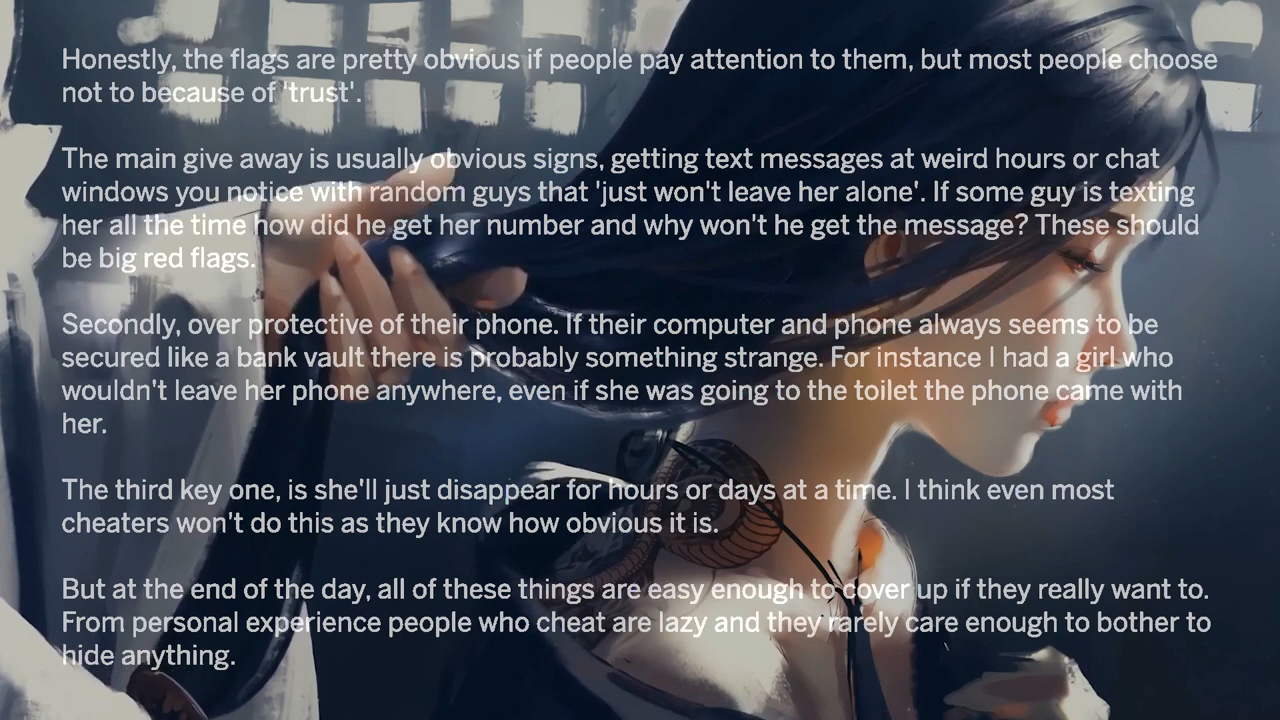 Honestly, the flags are pretty obvious if people pay attention to them, but most people choose
not to because of 'trust'.
The main give away is usually obvious signs, getting text messages at weird hours or chat
windows you notice with random guys that 'just won't leave her alone'. If some guy is texting
her all the time how did he get her number and why won't he get the message? These should
be big red flags.
Secondly, over protective of their phone. If their computer and phone always seems to be
secured like a bank vault there is probably something strange. For instance I had a girl who
wouldn't leave her phone anywhere, even if she was going to the toilet the phone came with
her.
The third key one, is she'll just disappear for hours or days at a time. I think even most
cheaters won't do this as they know how obvious it is.
But at the end of the day, all of these things are easy enough to cover up if they really want to.
From personal experience people who cheat are lazy and they rarely care enough to bother to
hide anything.